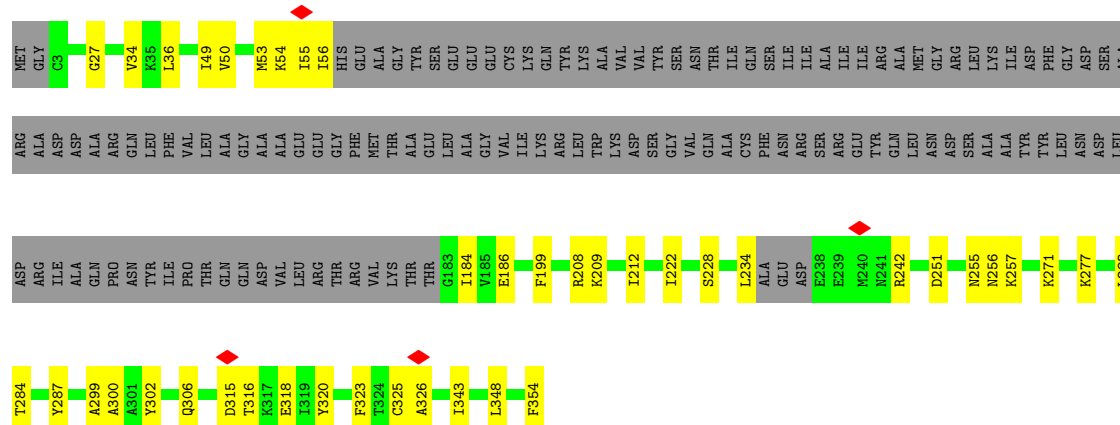 MET GLY C3 G27 V34 K35 L36 I49 V50 M53 K54 I55 I56 HIS GLU ALA GLY TYR SER GLU GLU GLU CYS LYS GLN TYR LYS ALA VAL VAL TYR SER ASN THR ILE GLN SER ILE ILE ALA ILE ILE ARG ALA MET GLY ARG LEU LYS ILE ASP PHE GLY ASP SER
ARG ALA ASP ASP ALA ARG GLN LEU PHE VAL LEU ALA GLY ALA ALA GLU GLU GLY PHE MET THR ALA GLU LEU ALA GLY VAL ILE LYS ARG LEU TRP LYS ASP SER GLY VAL GLN ALA CYS PHE ASN ARG SER ARG GLU TYR GLN LEU ASN ASP SER ALA ALA TYR TYR LEU ASN ASP LEU
ASP ARG ILE ALA GLN PRO ASN TYR ILE PRO THR GLN GLN ASP VAL LEU ARG THR ARG VAL LYS THR THR G183 I184 V185 E186 F199 R208 K209 I212 I222 S228 L234 ALA GLU ASP E238 E239 M240 N241 R242 D251 N255 N256 K257 K271 K277
T284 Y287 A299 A300 A301 Y302 Q306 D315 T316 K317 E318 I319 Y320 F323 T324 C325 A326 I343 L348 F354